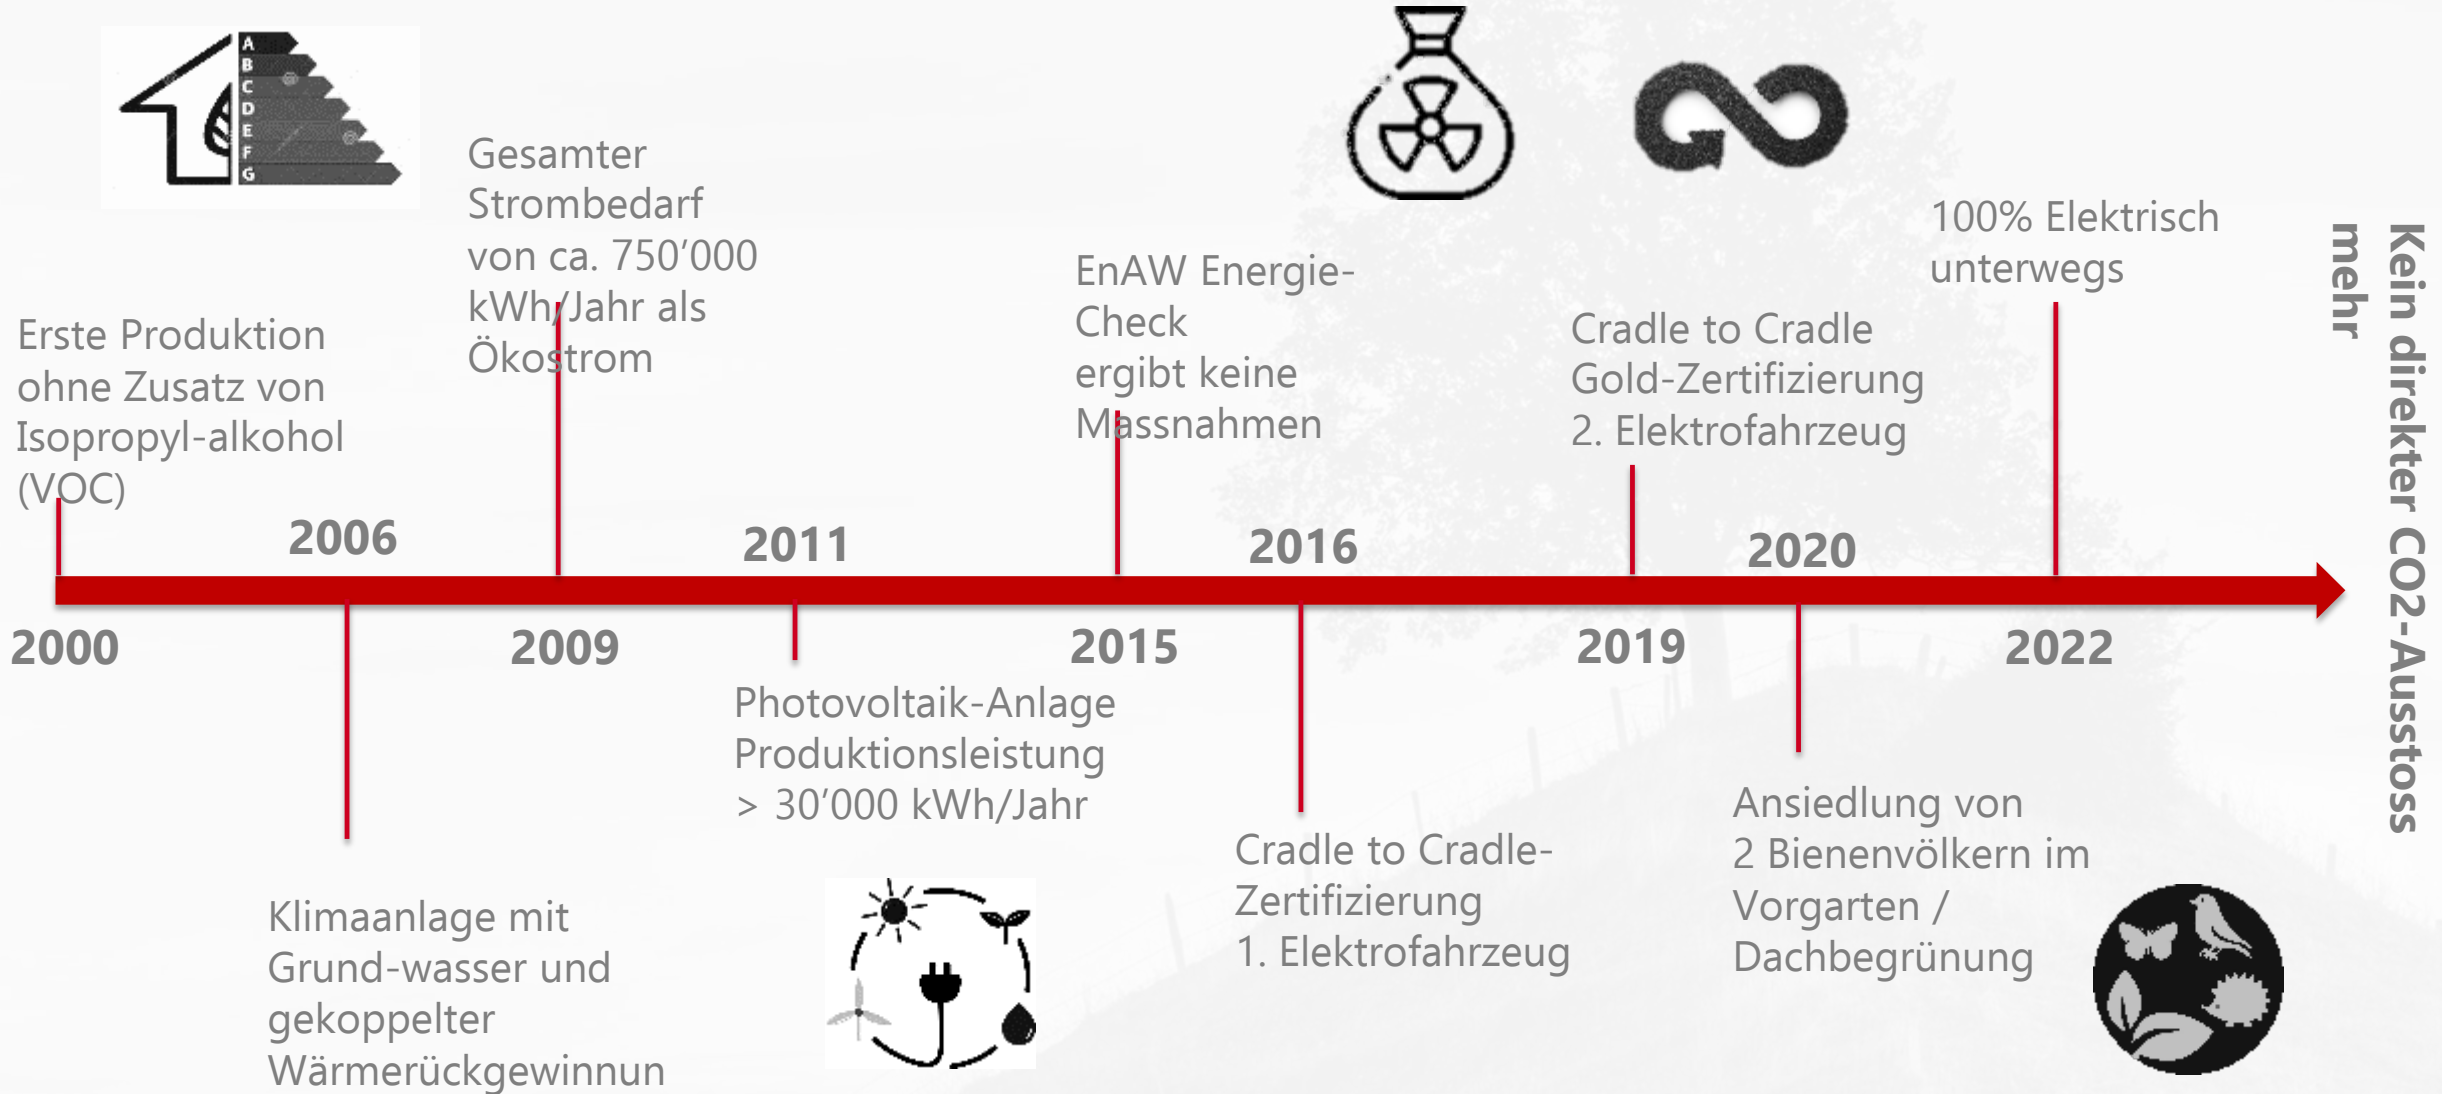 A
B
C
D
E
F
G
Erste Produktion
ohne Zusatz von
Isopropyl-alkohol
(VOC)
2000
2006
Klimaanlage mit
Grund-wasser und
gekoppelter
Wärmerückgewinnun
Gesamter
Strombedarf
von ca. 750’000
kWh/Jahr als
Ökostrom
2009
2011
Photovoltaik-Anlage
Produktionsleistung
> 30’000 kWh/Jahr
EnAW Energie-
Check
ergibt keine
Massnahmen
2015
2016
Cradle to Cradle-
Zertifizierung
1. Elektrofahrzeug
Cradle to Cradle
Gold-Zertifizierung
2. Elektrofahrzeug
2019
2020
Ansiedlung von
2 Bienenvölkern im
Vorgarten /
Dachbegrünung
100% Elektrisch
unterwegs
2022
Kein direkter CO2-Ausstoss
mehr